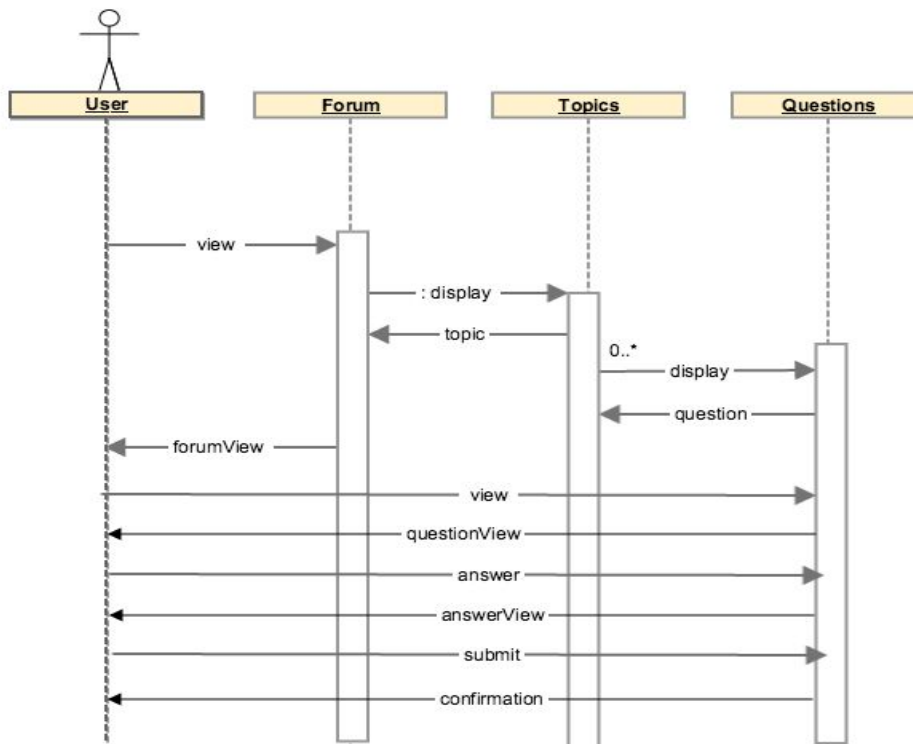 User
Forum
Topics
Questions
view
: display
topic
0..*
display
question
forumView
view
questionView
answer
answerView
submit
confirmation